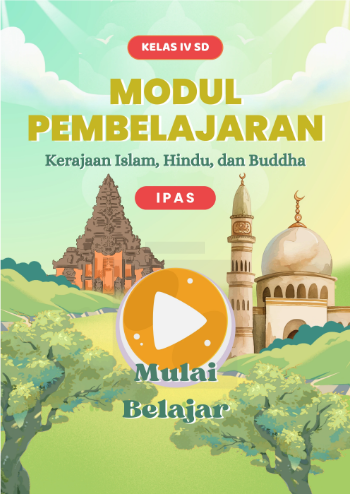 KELAS IV SD
MODUL
PEMBELAJARAN
Kerajaan Islam, Hindu, dan Buddha
IPAS
Mulai
Belajar